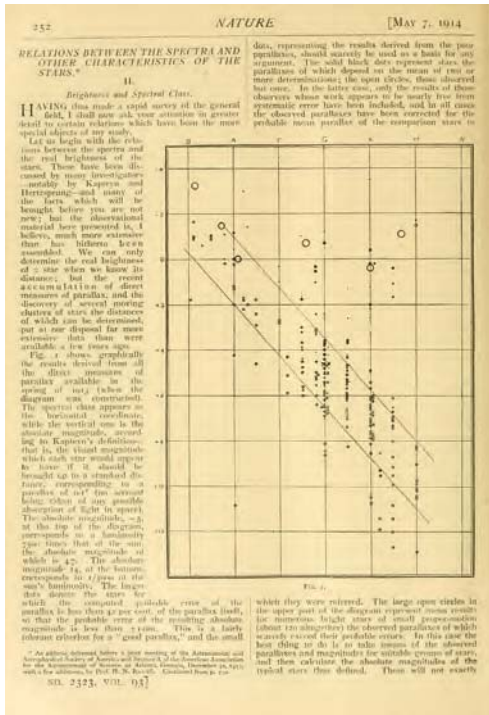 252
NATURE
[MAY 7, 1914
RELATIONS BETWEEN THE SPECTRA AND
OTHER CHARACTERISTICS OF THE
STARS.*
II.
Brightness and Spectral Class.
HAVING thus made a rapid survey of the general
field, I shall now ask your attention in greater
detail to certain relations which have been the more
special objects of my study.
Let us begin with the rela-
tions between the spectra and
the real brightness of the
stars. These have been dis-
cussed by many investigators
—notably by Kapteyn and
Hertzsprung—and many of
the facts which will be
brought before you are not
new; but the observational
material here presented is, I
believe, much more extensive
than has hitherto been
assembled. We can only
determine the real brightness
of a star when we know its
distance; but the recent
accumulation of direct
measures of parallax, and the
discovery of several moving
clusters of stars the distances
of which can be determined,
put at our disposal far more
extensive data than were
available a few years ago.
Fig. 1 shows graphically
the results derived from all
the direct measures of
parallax available in the
spring of 1913 (when the
diagram was constructed).
The spectral class appears as
the horizontal coordinate,
while the vertical one is the
absolute magnitude, accord-
ing to Kapteyn's definition—
that is, the visual magnitude
which each star would appear
to have if it should be
brought up to a standard dis-
tance, corresponding to a
parallax of 0.1" (no account
being taken of any possible
absorption of light in space).
The absolute magnitude, -5,
at the top of the diagram,
corresponds to a luminosity
times that of the sun,
the absolute magnitude of
which is 4.7. The absolute
magnitude 14, at the bottom,
corresponds to of the
sun's luminosity. The larger
dots denote the stars for
which the computed probable error of the
parallax is less than 42 per cent. of the parallax itself,
so that the probable error of the resulting absolute
magnitude is less than This is a fairly
tolerant criterion for a "good parallax," and the small
dots, representing the results derived from the poor
parallaxes, should scarcely be used as a basis for any
argument. The solid black dots represent stars the
parallaxes of which depend on the mean of two or
more determinations; the open circles, those observed
but once. In the latter case, only the results of those
observers whose work appears to be nearly free from
systematic error have been included, and in all cases
the observed parallaxes have been corrected for the
probable mean parallax of the comparison stars to
FIG. 1.
which they were referred. The large open circles in
the upper part of the diagram represent mean results
for numerous bright stars of small proper-motion
(about 120 altogether) the observed parallaxes of which
scarcely exceed their probable errors. In this case the
best thing to do is to take means of the observed
parallaxes and magnitudes for suitable groups of stars,
and then calculate the absolute magnitudes of the
typical stars thus defined. These will not exactly
NO. 2323, VOL. 93]